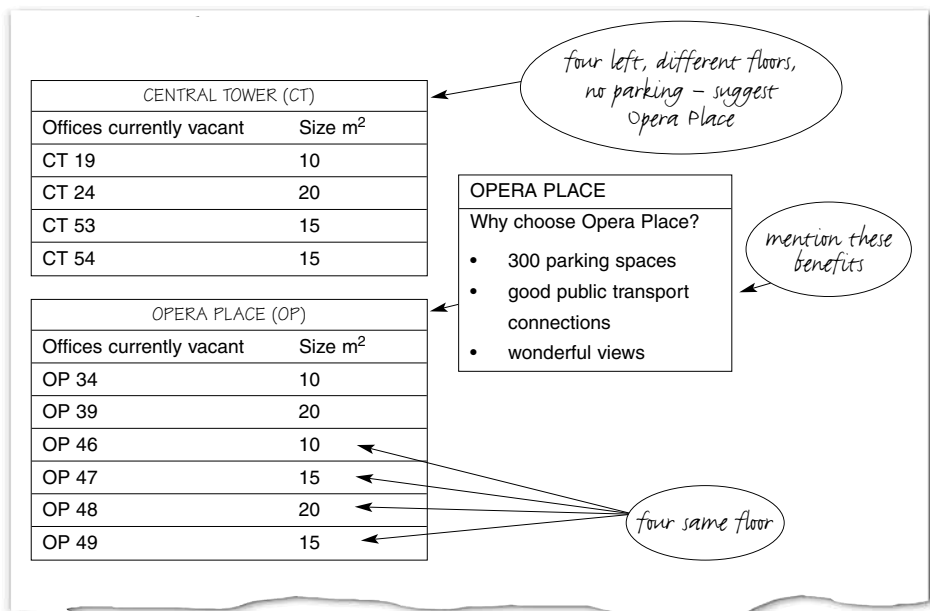 four left, different floors,
no parking – suggest
Opera Place
CENTRAL TOWER (CT)
Offices currently vacant Size m²
CT 19 10
CT 24 20
CT 53 15
CT 54 15
OPERA PLACE
Why choose Opera Place?
• 300 parking spaces
• good public transport
connections
• wonderful views
mention these
benefits
OPERA PLACE (OP)
Offices currently vacant Size m²
OP 34 10
OP 39 20
OP 46 10
OP 47 15
OP 48 20
OP 49 15
four same floor